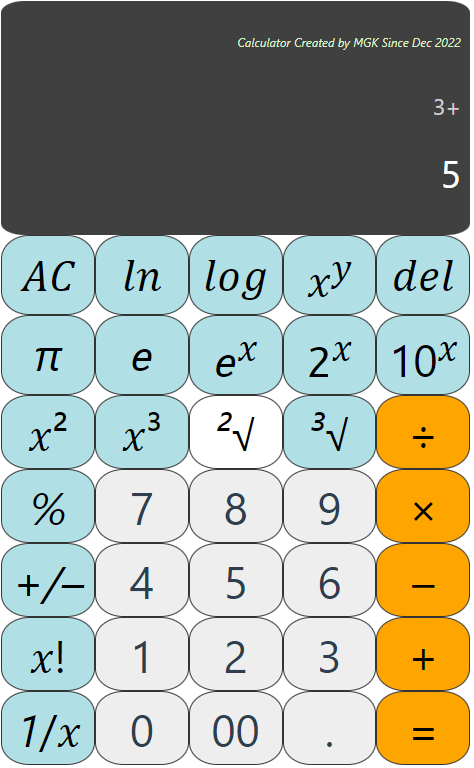 Calculator Created by MGK Since Dec 2022
3+
5
AC ln log xʸ del
π e eˣ 2ˣ 10ˣ
x² x³ ²√ ³√ ÷
% 7 8 9 ×
+/− 4 5 6 −
x! 1 2 3 +
1/x 0 00 . =